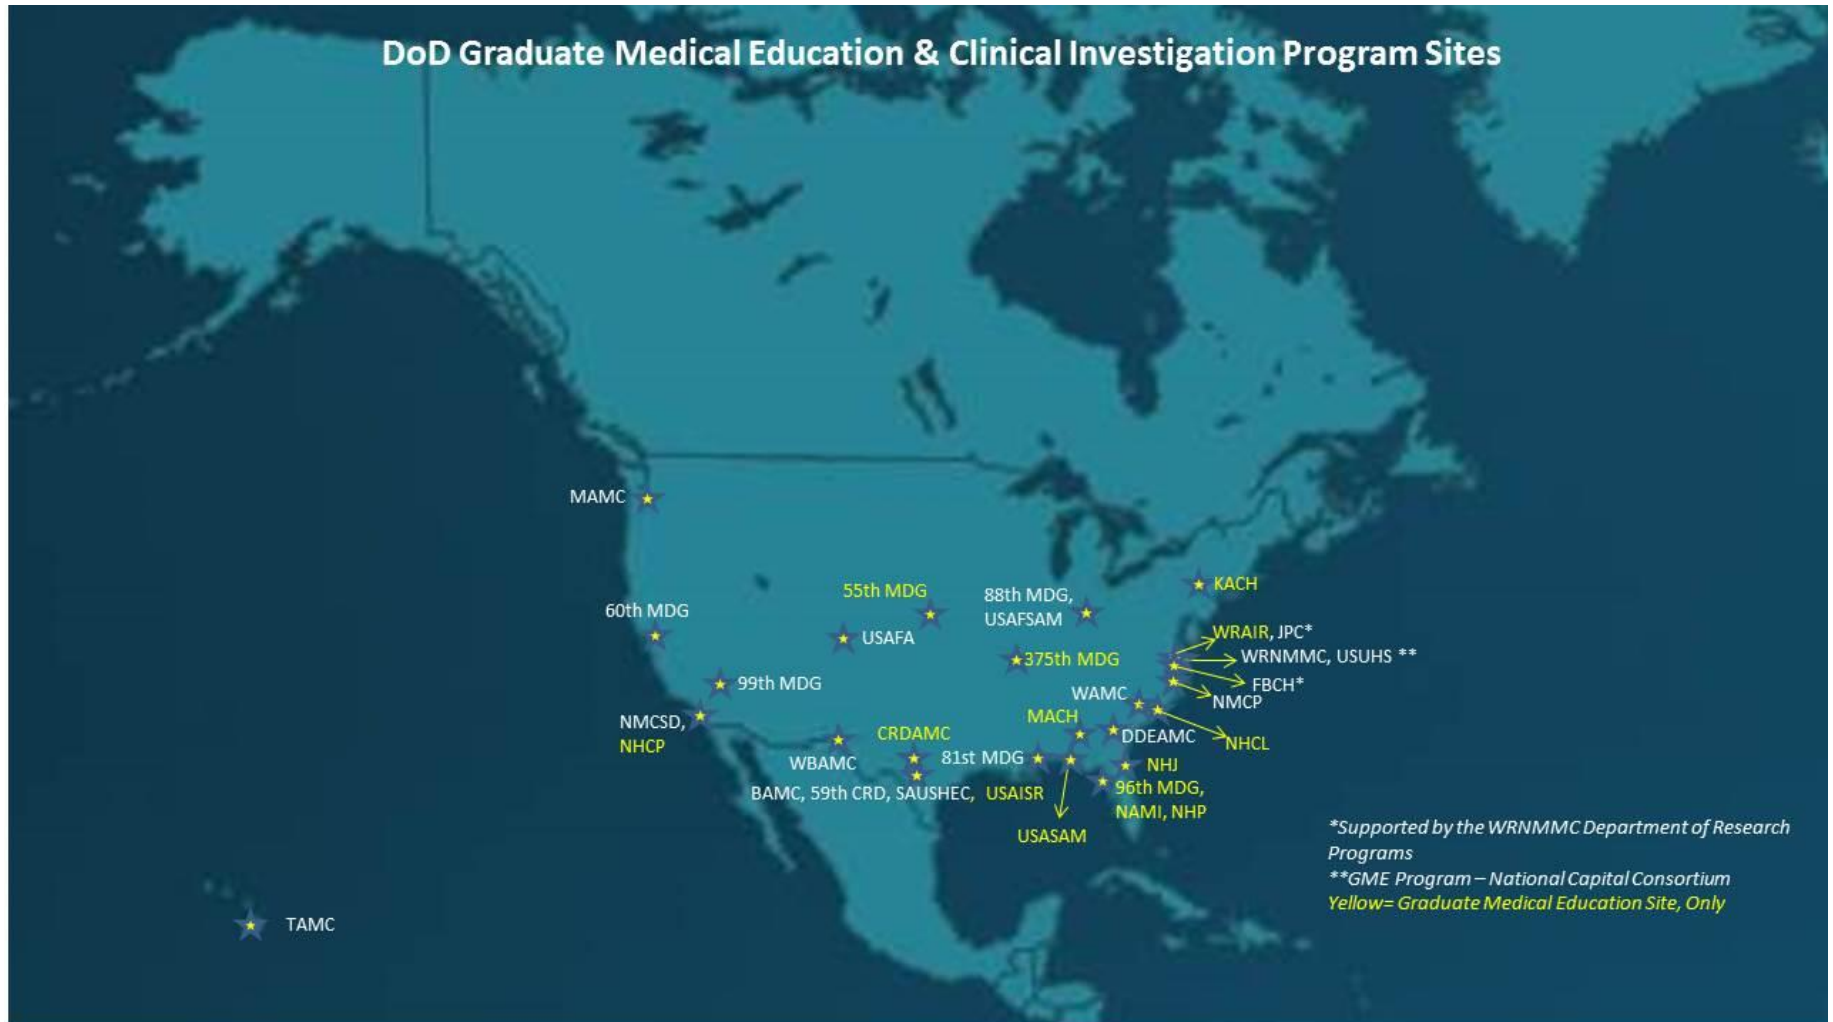 DoD Graduate Medical Education & Clinical Investigation Program Sites
MAMC
KACH
55th MDG
88th MDG,
USAFSAM
60th MDG
USAFA
WRAIR, JPC*
WRNMMC, USUHS **
375th MDG
99th MDG
FBCH*
WAMC
NMCP
NMCSD,
NHCP
MACH
CRDAMC
DDEAMC
NHCL
WBAMC
81st MDG
NHJ
BAMC, 59th CRD, SAUSHEC, USAISR
96th MDG,
NAMI, NHP
USASAM
*Supported by the WRNMMC Department of Research
Programs
**GME Program – National Capital Consortium
Yellow= Graduate Medical Education Site, Only
TAMC